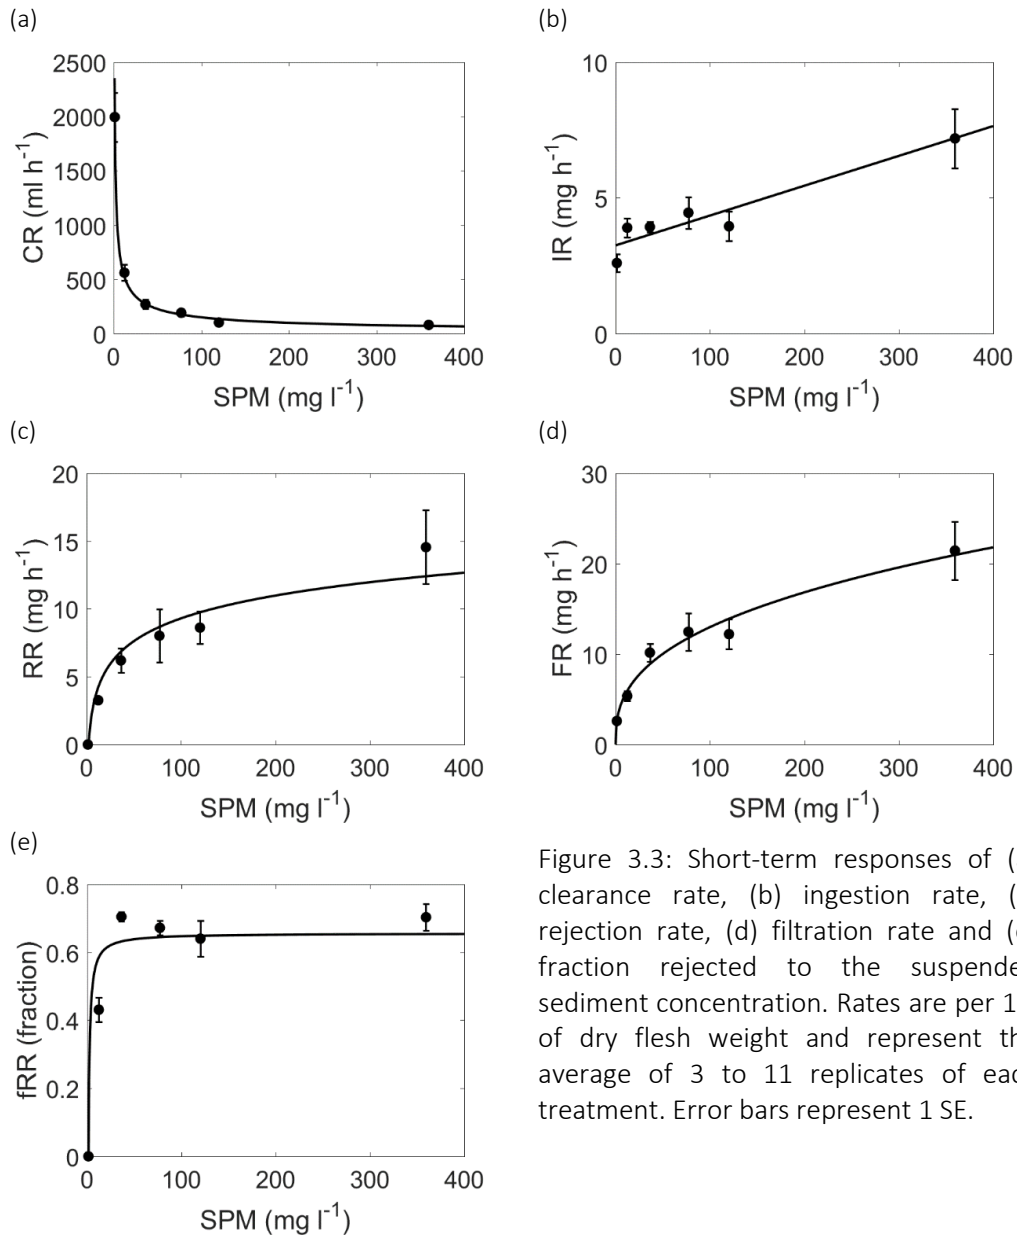 (a)
2500
2000
1500
1000
500
0
CR (ml h⁻¹)
0 100 200 300 400
SPM (mg l⁻¹)
(b)
10
5
0
IR (mg h⁻¹)
0 100 200 300 400
SPM (mg l⁻¹)
(c)
20
15
10
5
0
RR (mg h⁻¹)
0 100 200 300 400
SPM (mg l⁻¹)
(d)
30
20
10
0
FR (mg h⁻¹)
0 100 200 300 400
SPM (mg l⁻¹)
(e)
0.8
0.6
0.4
0.2
0
fRR (fraction)
0 100 200 300 400
SPM (mg l⁻¹)
Figure 3.3: Short-term responses of
clearance rate, (b) ingestion rate,
rejection rate, (d) filtration rate and
fraction rejected to the
sediment concentration. Rates are per
of dry flesh weight and represent
average of 3 to 11 replicates of
treatment. Error bars represent 1 SE.